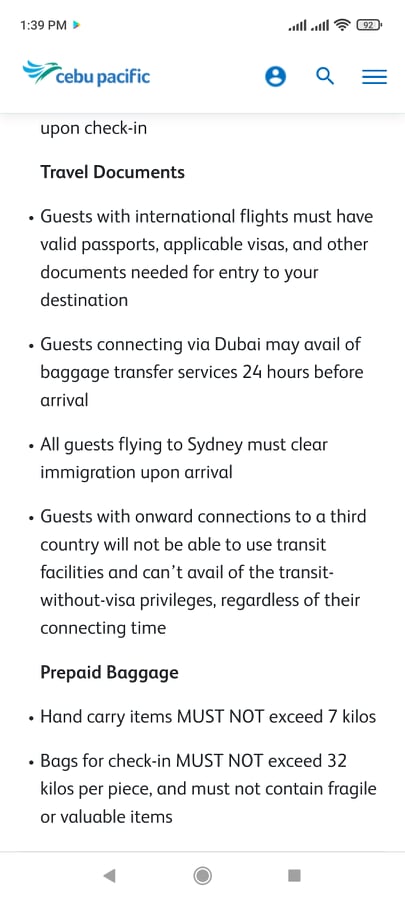 1:39 PM
92
cebu pacific
upon check-in
Travel Documents
• Guests with international flights must have
valid passports, applicable visas, and other
documents needed for entry to your
destination
• Guests connecting via Dubai may avail of
baggage transfer services 24 hours before
arrival
• All guests flying to Sydney must clear
immigration upon arrival
• Guests with onward connections to a third
country will not be able to use transit
facilities and can’t avail of the transit-
without-visa privileges, regardless of their
connecting time
Prepaid Baggage
• Hand carry items MUST NOT exceed 7 kilos
• Bags for check-in MUST NOT exceed 32
kilos per piece, and must not contain fragile
or valuable items